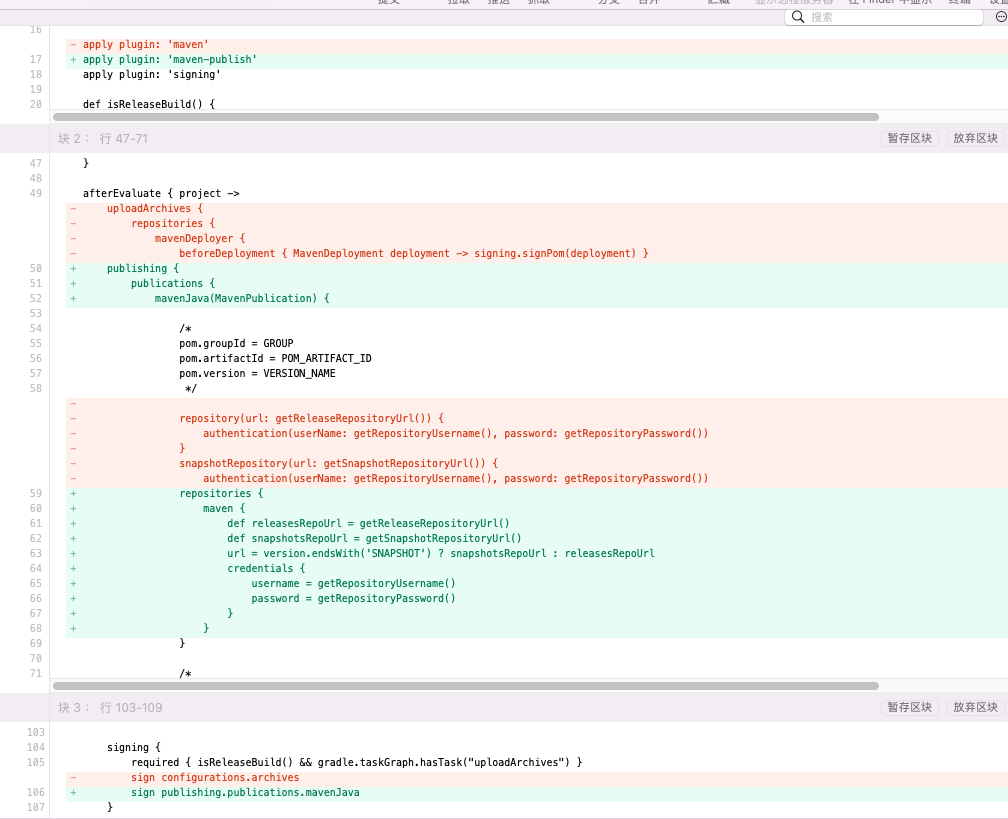 提交 拉取 推送 抓取 分支 合并 贮藏 显示远程服务器 在 Finder 中显示 终端
搜索
16
- apply plugin: 'maven'
17 + apply plugin: 'maven-publish'
18 apply plugin: 'signing'
19
20 def isReleaseBuild() {
块 2： 行 47-71 暂存区块 放弃区块
47 }
48
49 afterEvaluate { project ->
- uploadArchives {
- repositories {
- mavenDeployer {
- beforeDeployment { MavenDeployment deployment -> signing.signPom(deployment) }
50 + publishing {
51 + publications {
52 + mavenJava(MavenPublication) {
53
54 /*
55 pom.groupId = GROUP
56 pom.artifactId = POM_ARTIFACT_ID
57 pom.version = VERSION_NAME
58 */
-
- repository(url: getReleaseRepositoryUrl()) {
- authentication(userName: getRepositoryUsername(), password: getRepositoryPassword())
- }
- snapshotRepository(url: getSnapshotRepositoryUrl()) {
- authentication(userName: getRepositoryUsername(), password: getRepositoryPassword())
59 + repositories {
60 + maven {
61 + def releasesRepoUrl = getReleaseRepositoryUrl()
62 + def snapshotsRepoUrl = getSnapshotRepositoryUrl()
63 + url = version.endsWith('SNAPSHOT') ? snapshotsRepoUrl : releasesRepoUrl
64 + credentials {
65 + username = getRepositoryUsername()
66 + password = getRepositoryPassword()
67 + }
68 + }
69 }
70
71 /*
块 3： 行 103-109 暂存区块 放弃区块
103
104 signing {
105 required { isReleaseBuild() && gradle.taskGraph.hasTask("uploadArchives") }
- sign configurations.archives
106 + sign publishing.publications.mavenJava
107 }